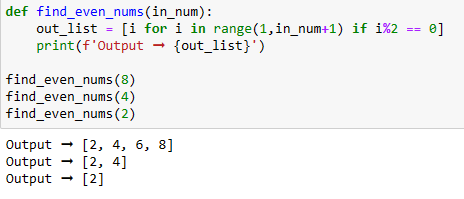 def find_even_nums(in_num):
    out_list = [i for i in range(1,in_num+1) if i%2 == 0]
    print(f'Output → {out_list}')

find_even_nums(8)
find_even_nums(4)
find_even_nums(2)
Output → [2, 4, 6, 8]
Output → [2, 4]
Output → [2]